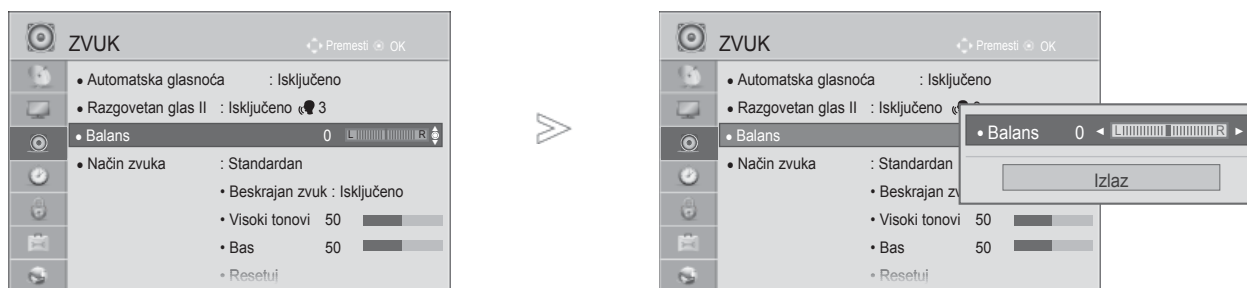 ZVUK Premesti OK
• Automatska glasnoća : Isključeno
• Razgovetan glas II : Isključeno 3
• Balans 0 L R
• Način zvuka : Standardan
• Beskrajan zvuk : Isključeno
• Visoki tonovi 50
• Bas 50
• Resetuj
ZVUK Premesti OK
• Automatska glasnoća : Isključeno
• Razgovetan glas II : Isključeno
• Balans
• Način zvuka : Standardan
• Beskrajan
• Visoki tonovi 50
• Bas 50
• Resetuj
• Balans 0 L R
Izlaz